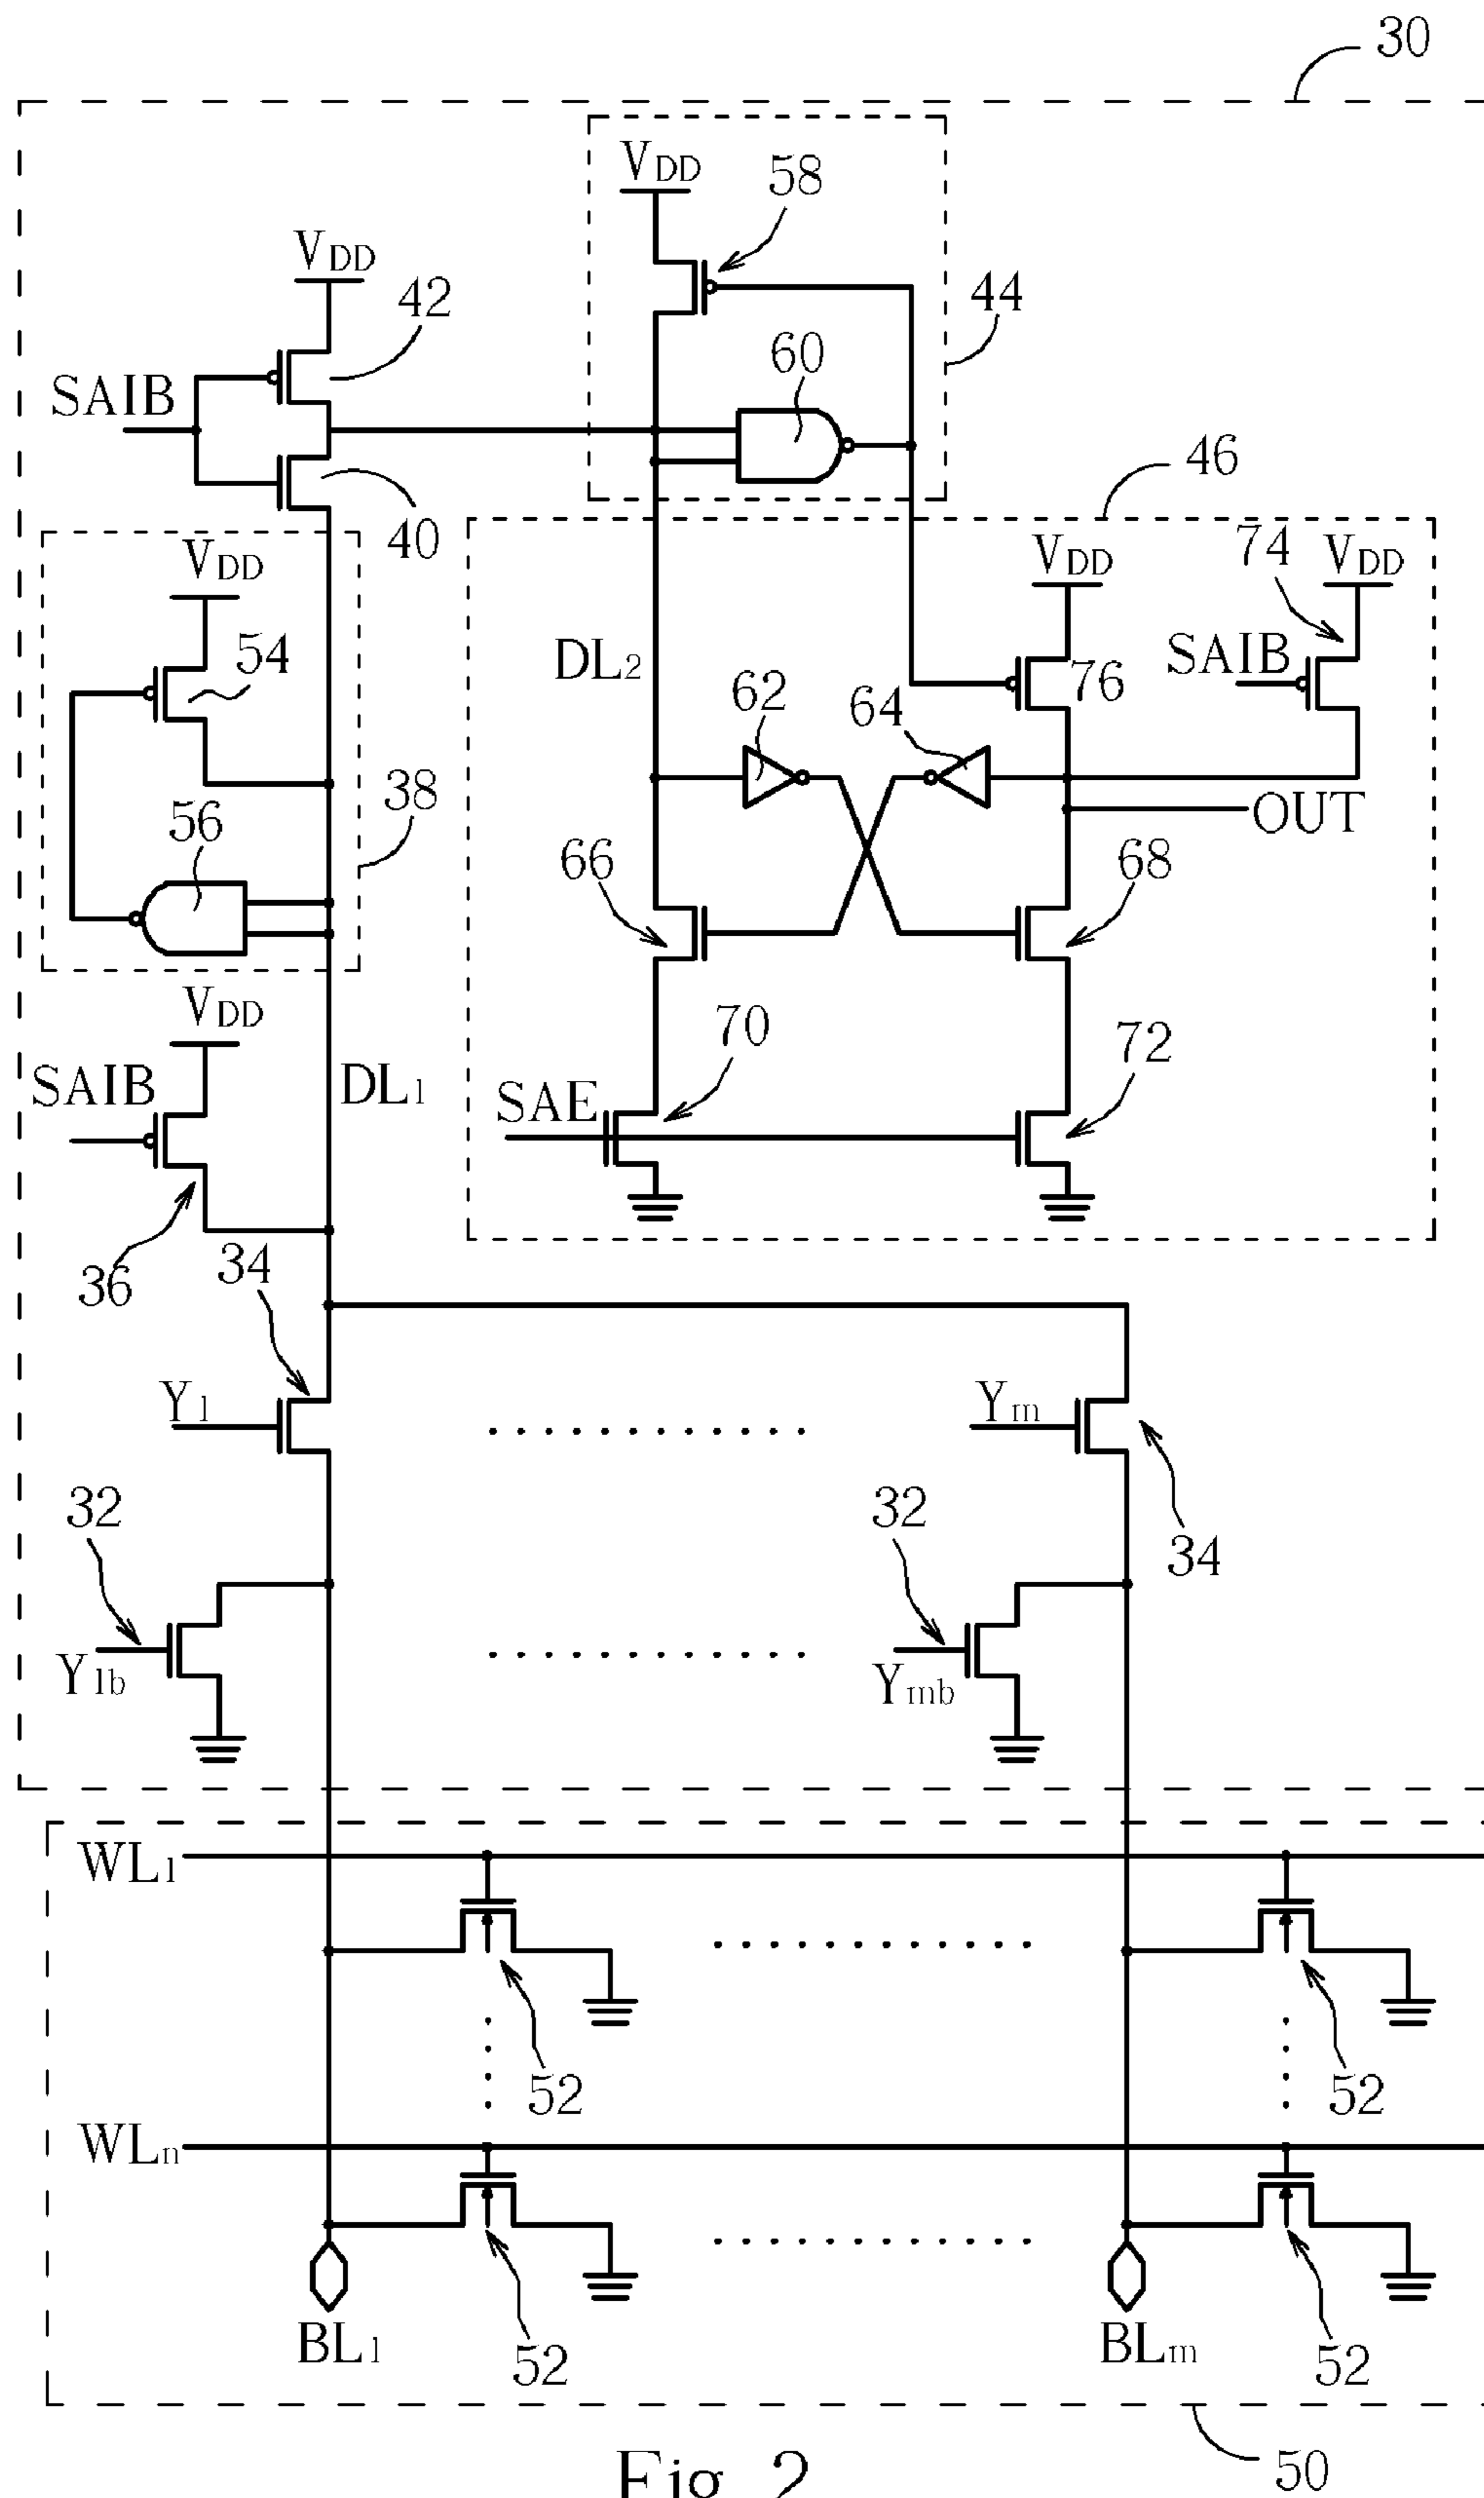 30
VDD
58
VDD
42
44
60
SAIB
46
40
VDD
VDD
74
VDD
54
DL2
SAIB
62
64
76
38
OUT
56
66
68
VDD
70
72
SAIB
DL1
SAE
34
36
Y1
Ym
32
32
34
Y1b
Ymb
WL1
52
52
WLn
BL1
52
BLm
52
50
Fig. 2